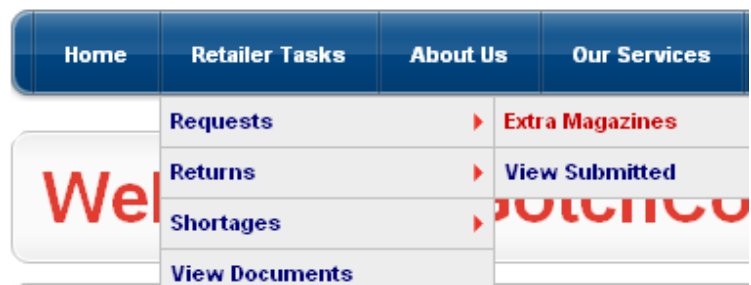 Home Retailer Tasks About Us Our Services
Requests Extra Magazines
Returns View Submitted
Shortages
View Documents